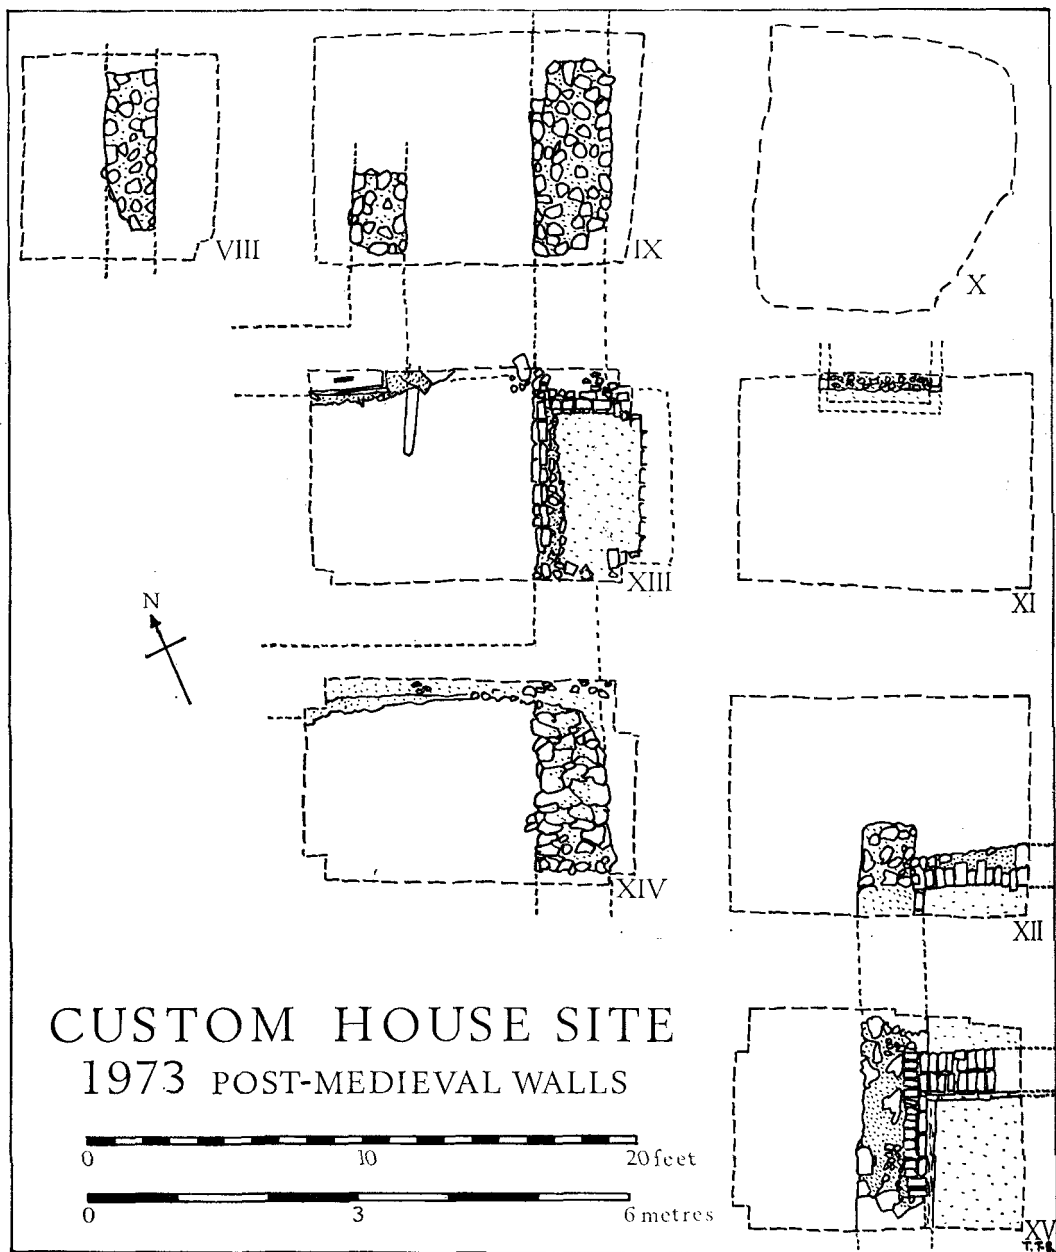 VIII
IX
X
XIII
XI
N
XIV
XII
CUSTOM HOUSE SITE
1973 POST-MEDIEVAL WALLS
0 10 20 feet
0 3 6 metres
XV
T.T.B.